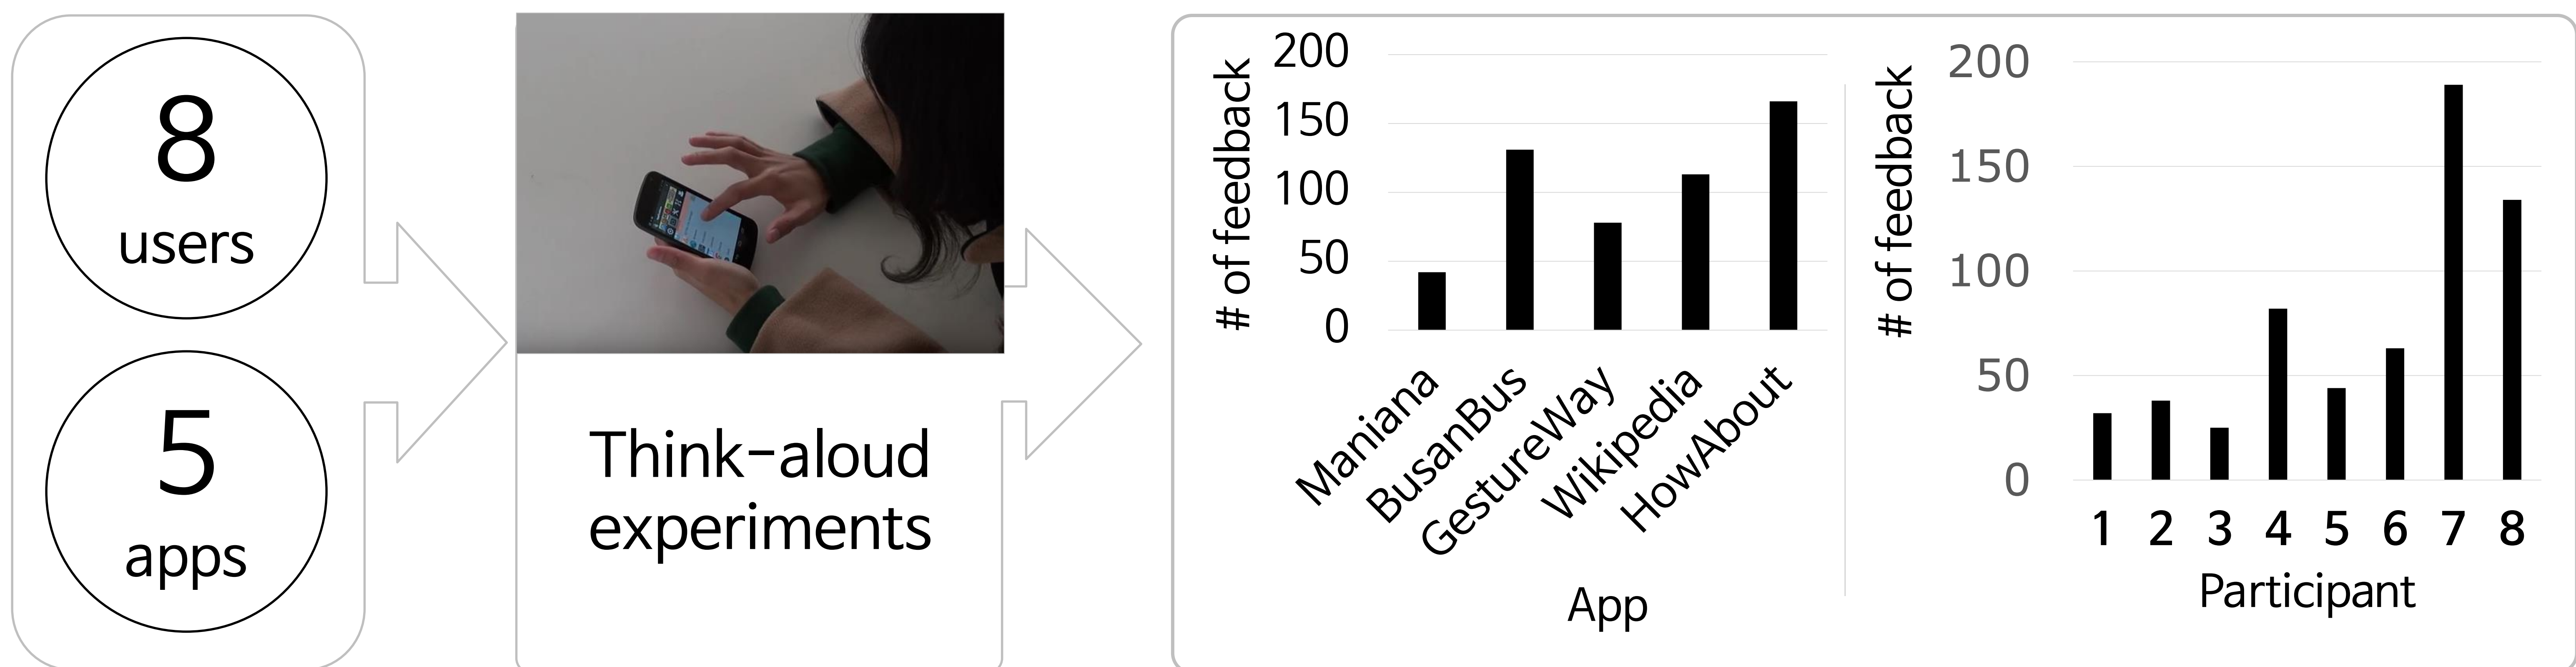 8
users
5
apps
Think-aloud
experiments
# of feedback
200
150
100
50
0
Maniana
BusanBus
GestureWay
Wikipedia
HowAbout
App
# of feedback
200
150
100
50
0
1 2 3 4 5 6 7 8
Participant